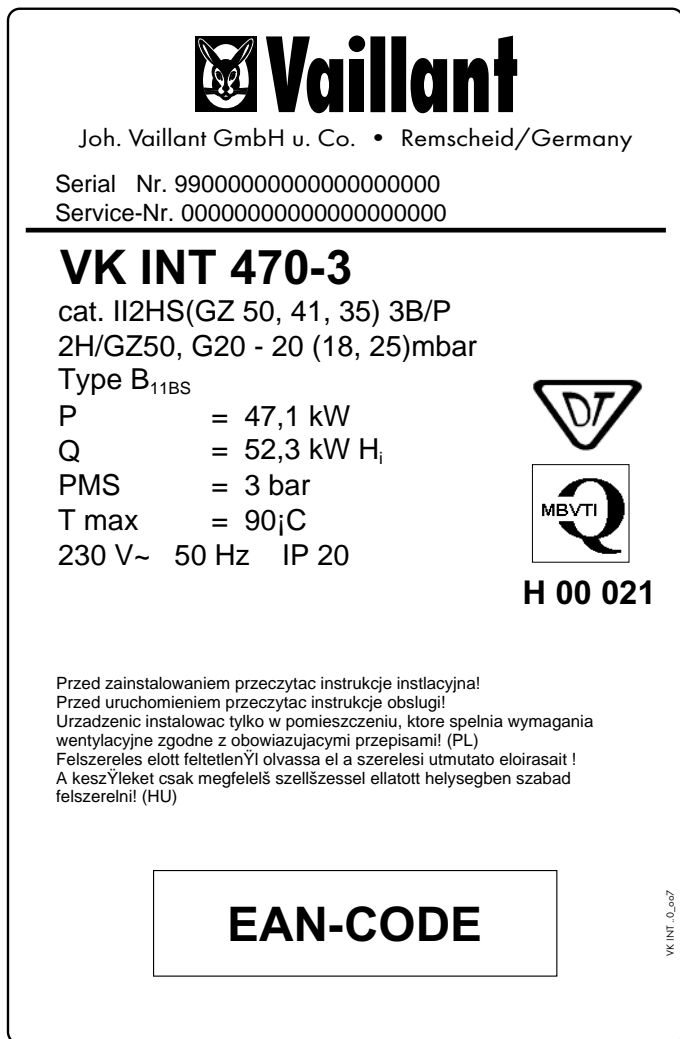 Vaillant
Joh. Vaillant GmbH u. Co. • Remscheid/Germany
Serial Nr. 99000000000000000000
Service-Nr. 00000000000000000000
VK INT 470-3
cat. II2HS(GZ 50, 41, 35) 3B/P
2H/GZ50, G20 - 20 (18, 25)mbar
Type B11BS
P = 47,1 kW
Q = 52,3 kW Hi
PMS = 3 bar
T max = 90¡C
230 V~ 50 Hz IP 20
DT
MBVTI Q
H 00 021
Przed zainstalowaniem przeczytac instrukcje instlacyjna!
Przed uruchomieniem przeczytac instrukcje obslugi!
Urzadzenic instalowac tylko w pomieszczeniu, ktore spelnia wymagania
wentylacyjne zgodne z obowiazujacymi przepisami! (PL)
Felszereles elott feltetlenŸl olvassa el a szerelesi utmutato eloirasait !
A keszŸleket csak megfelelš szellšzessel ellatott helysegben szabad
felszerelni! (HU)
EAN-CODE
VK INT ..0_oo7